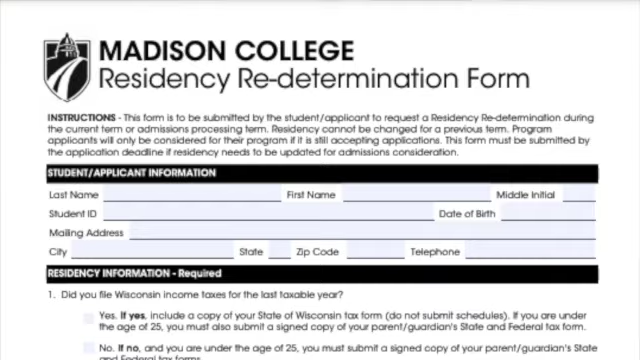 MADISON COLLEGE
Residency Re-determination Form
INSTRUCTIONS - This form is to be submitted by the student/applicant to request a Residency Re-determination during
the current term or admissions processing term. Residency cannot be changed for a previous term. Program
applicants will only be considered for their program if it is still accepting applications. This form must be submitted by
the application deadline if residency needs to be updated for admissions consideration.
STUDENT/APPLICANT INFORMATION
Last Name First Name Middle Initial
Student ID Date of Birth
Mailing Address
City State Zip Code Telephone
RESIDENCY INFORMATION - Required
1. Did you file Wisconsin income taxes for the last taxable year?
Yes. If yes, include a copy of your State of Wisconsin tax form (do not submit schedules). If you are under
the age of 25, you must also submit a signed copy of your parent/guardian's State and Federal tax form.
No. If no, and you are under the age of 25, you must submit a signed copy of your parent/guardian's State
and Federal tax forms.